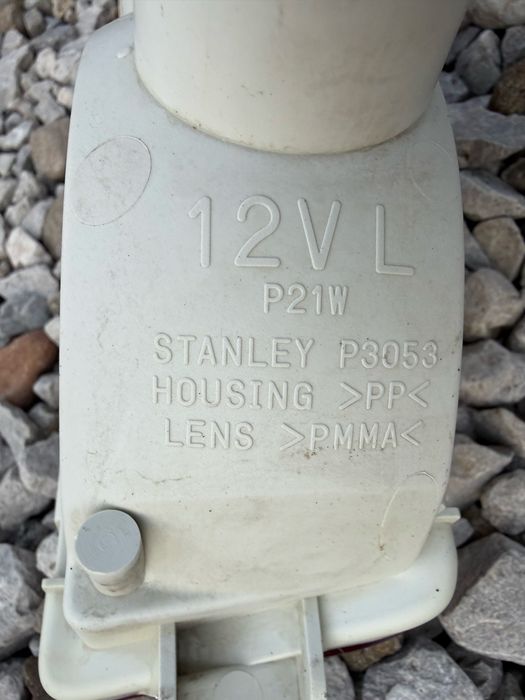 12V L
P21W
STANLEY P3053
HOUSING >PP<
LENS >PMMA<